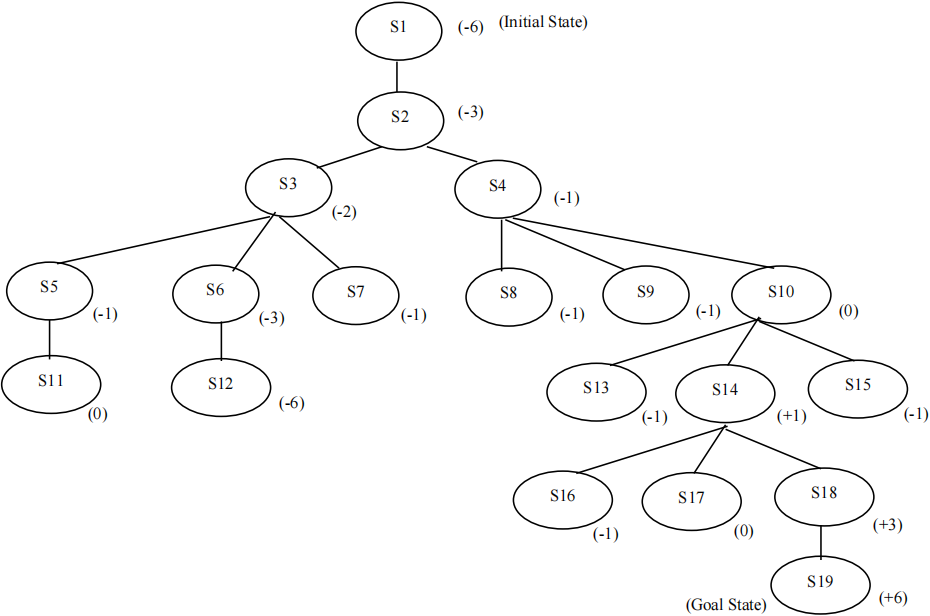 S1 (-6) (Initial State)
S2 (-3)
S3 (-2)
S4 (-1)
S5 (-1)
S6 (-3)
S7 (-1)
S8 (-1)
S9 (-1)
S10 (0)
S11 (0)
S12 (-6)
S13 (-1)
S14 (+1)
S15 (-1)
S16 (-1)
S17 (0)
S18 (+3)
S19 (+6)
(Goal State)